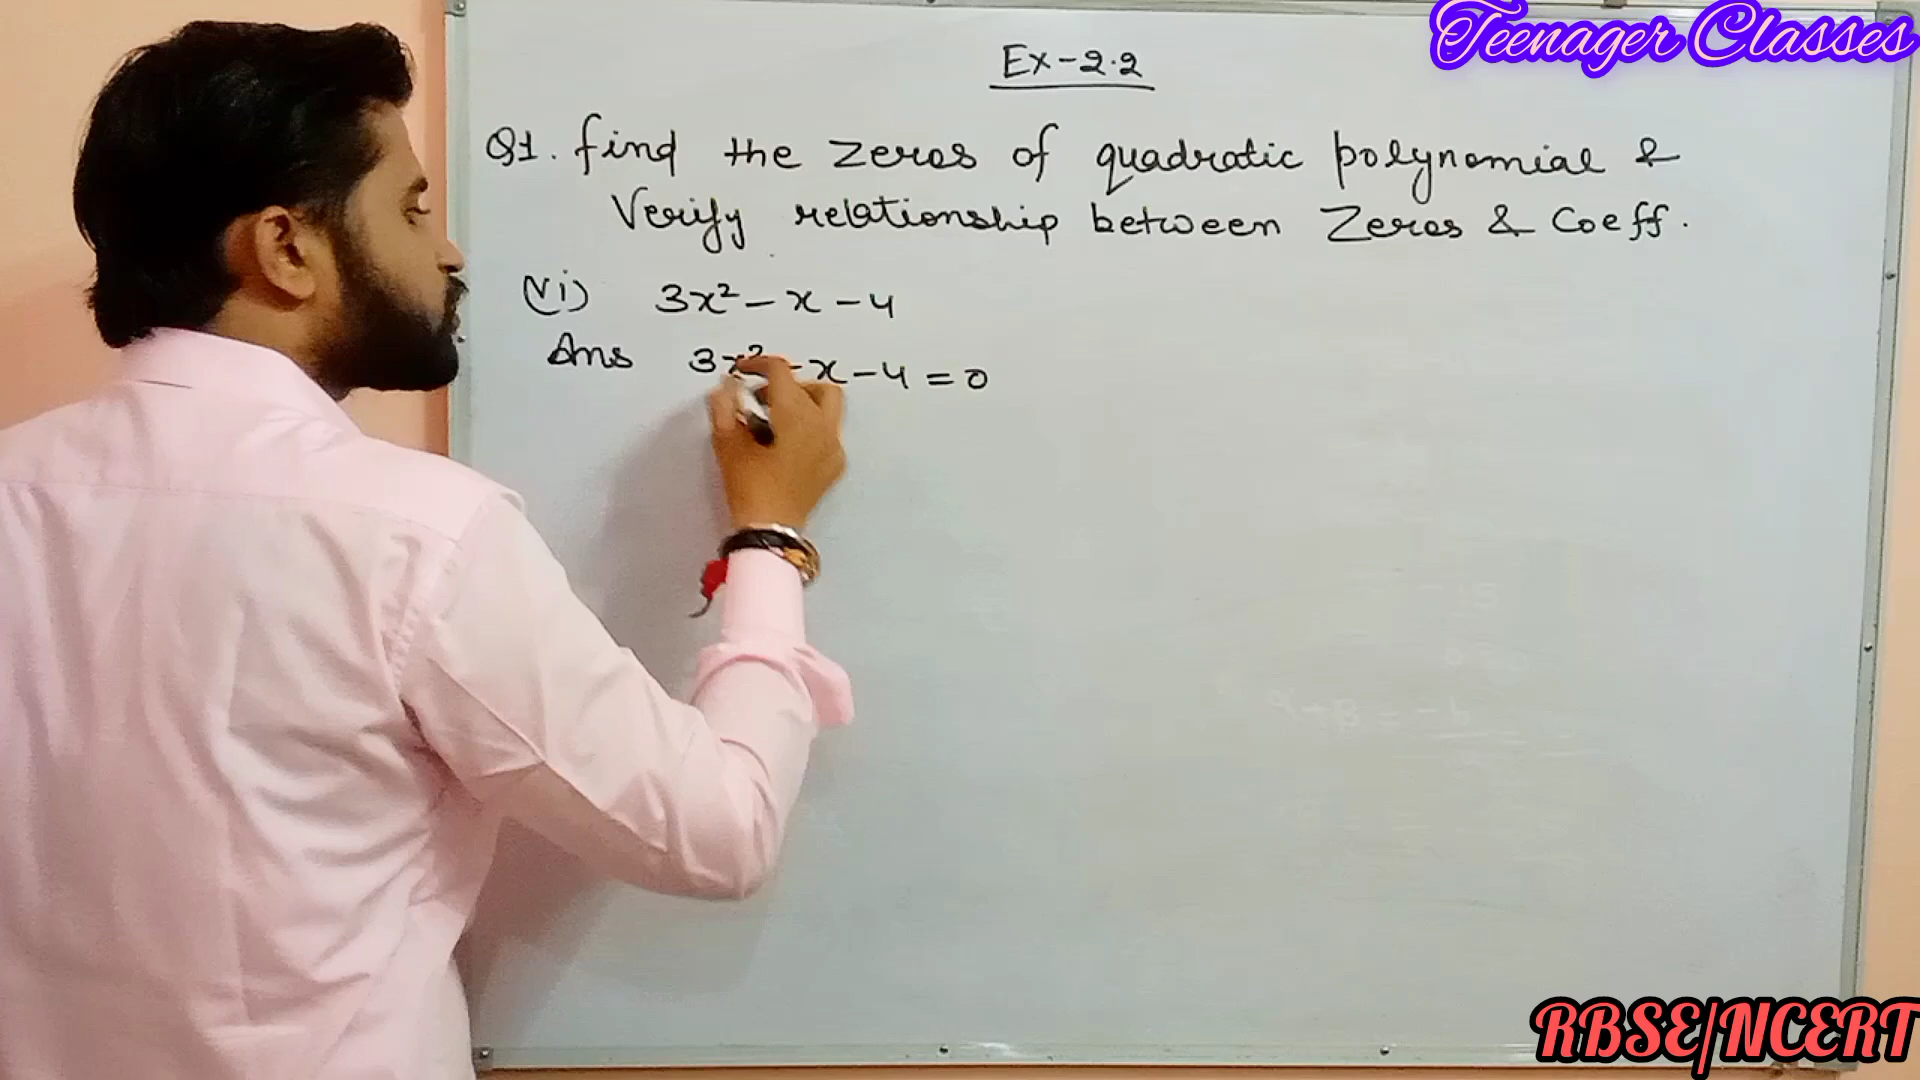 Teenager Classes
Ex-2.2
Q1. find the zeros of quadratic polynomial &
Verify relationship between Zeros & Coeff.
(vi) 3x² - x - 4
Ans 3x² - x - 4 = 0
RBSE/NCERT